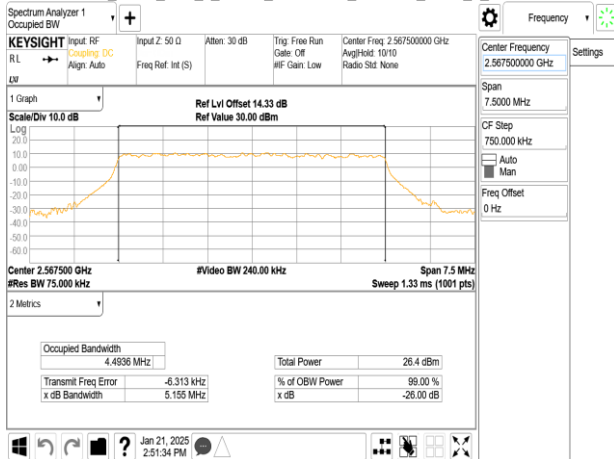 Spectrum Analyzer 1
Occupied BW
KEYSIGHT
RL
LXI
Input: RF
Coupling: DC
Align: Auto
Input Z: 50 Ω
Freq Ref: Int (S)
Atten: 30 dB
Trig: Free Run
Gate: Off
#IF Gain: Low
Center Freq: 2.567500000 GHz
Avg|Hold: 10/10
Radio Std: None
1 Graph
Scale/Div 10.0 dB
Ref Lvl Offset 14.33 dB
Ref Value 30.00 dBm
Log
20.0
10.0
0.00
-10.0
-20.0
-30.0
-40.0
-50.0
-60.0
Center 2.567500 GHz
#Res BW 75.000 kHz
#Video BW 240.00 kHz
Span 7.5 MHz
Sweep 1.33 ms (1001 pts)
2 Metrics
Occupied Bandwidth
4.4936 MHz
Transmit Freq Error -6.313 kHz
x dB Bandwidth 5.155 MHz
Total Power 26.4 dBm
% of OBW Power 99.00 %
x dB -26.00 dB
Jan 21, 2025
2:51:34 PM
Frequency
Center Frequency
2.567500000 GHz
Span
7.5000 MHz
CF Step
750.000 kHz
Auto
Man
Freq Offset
0 Hz
Settings